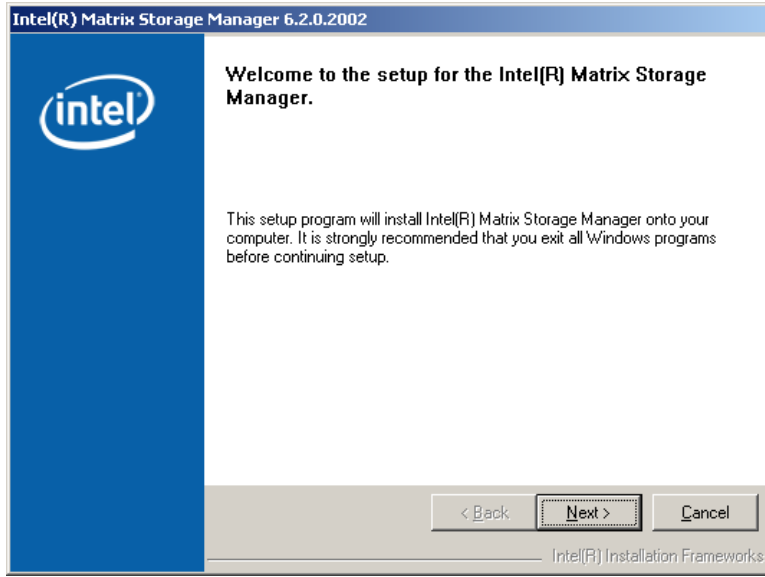 Intel(R) Matrix Storage Manager 6.2.0.2002
intel
Welcome to the setup for the Intel(R) Matrix Storage
Manager.
This setup program will install Intel(R) Matrix Storage Manager onto your
computer. It is strongly recommended that you exit all Windows programs
before continuing setup.
< Back
Next >
Cancel
Intel(R) Installation Frameworks